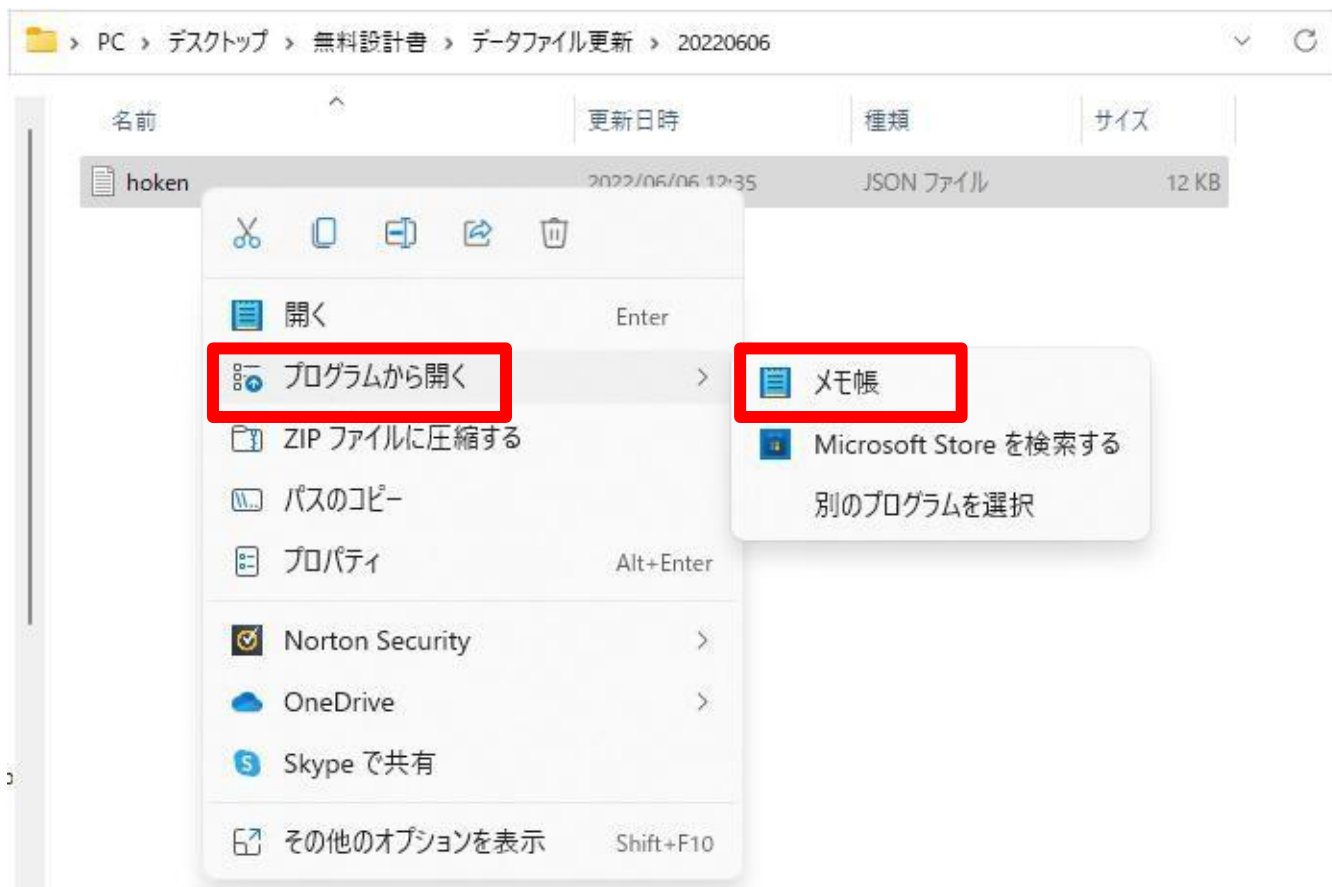 PC › デスクトップ › 無料設計書 › データファイル更新 › 20220606
名前 更新日時 種類 サイズ
hoken 2022/06/06 12:35 JSON ファイル 12 KB
開く Enter
プログラムから開く
メモ帳
ZIP ファイルに圧縮する
Microsoft Store を検索する
パスのコピー
別のプログラムを選択
プロパティ Alt+Enter
Norton Security
OneDrive
Skype で共有
その他のオプションを表示 Shift+F10